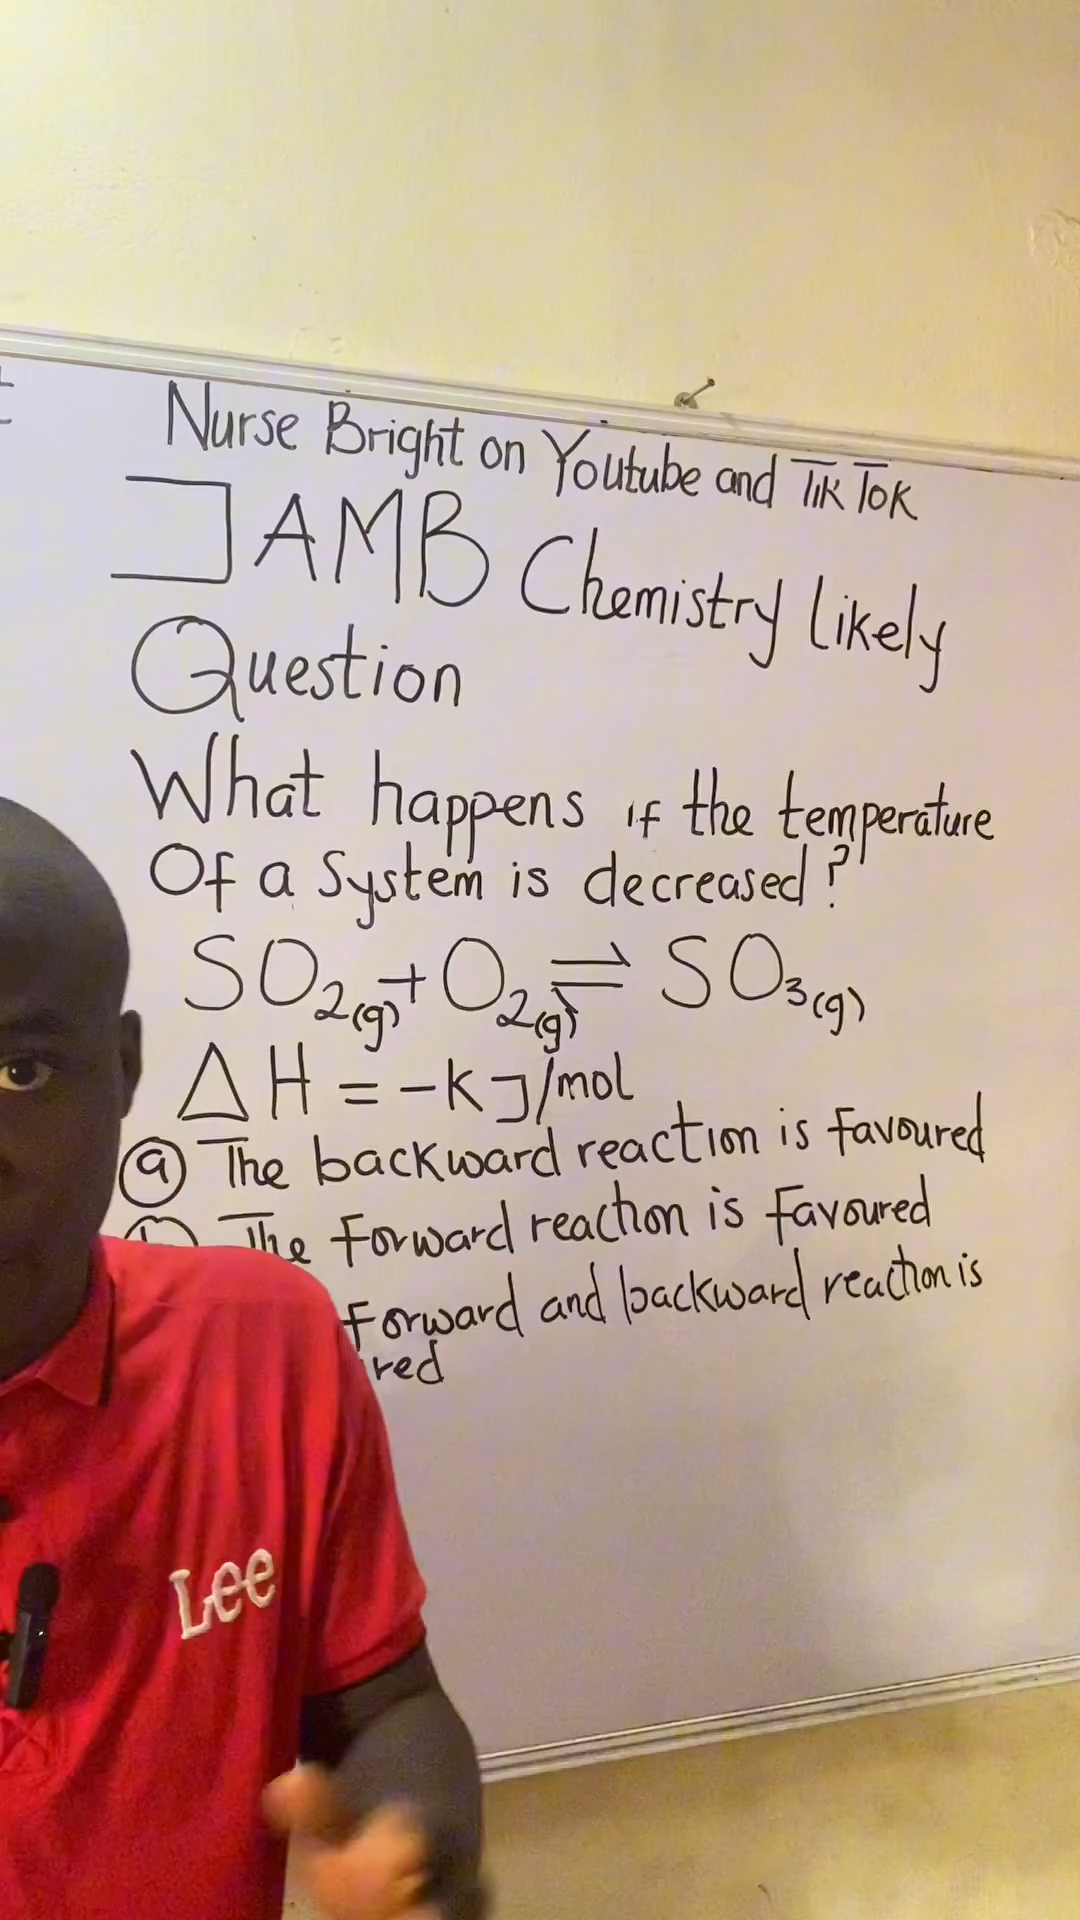 Nurse Bright on Youtube and TikTok
JAMB Chemistry likely
Question
What happens if the temperature
Of a System is decreased?
SO₂(g) + O₂(g) ⇌ SO₃(g)
ΔH = -KJ/mol
(a) The backward reaction is favoured
The forward reaction is favoured
forward and backward reaction is
red
Lee